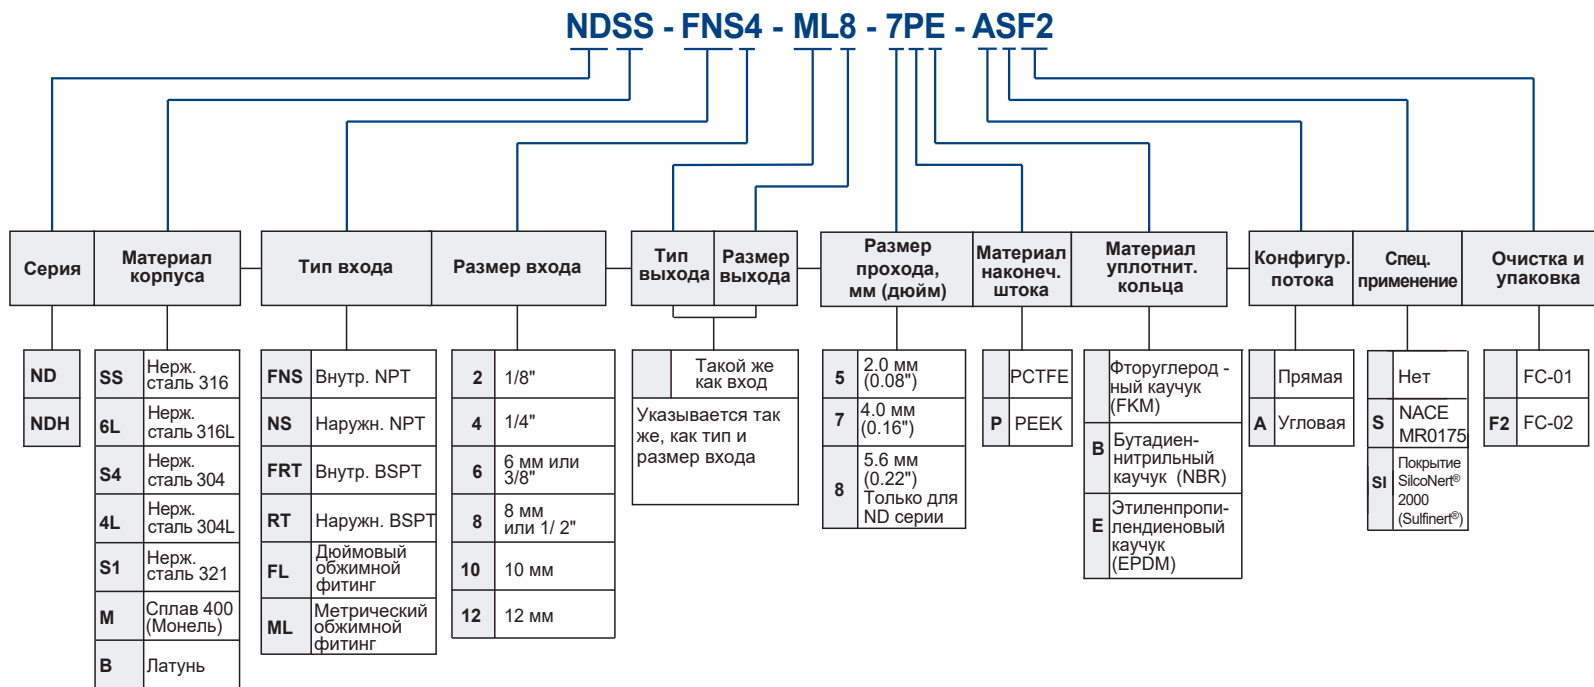 NDSS - FNS4 - ML8 - 7PE - ASF2
Серия
Материал
корпуса
Тип входа
Размер входа
Тип
выхода
Размер
выхода
Размер
прохода,
мм (дюйм)
Материал
наконеч.
штока
Материал
уплотнит.
кольца
Конфигур.
потока
Спец.
применение
Очистка и
упаковка
ND
NDH
SS Нерж.
сталь 316
6L Нерж.
сталь 316L
S4 Нерж.
сталь 304
4L Нерж.
сталь 304L
S1 Нерж.
сталь 321
M Сплав 400
(Монель)
B Латунь
FNS Внутр. NPT
NS Наружн. NPT
FRT Внутр. BSPT
RT Наружн. BSPT
FL Дюймовый
обжимной
фитинг
ML Метрический
обжимной
фитинг
2 1/8"
4 1/4"
6 6 мм или
3/8"
8 8 мм
или 1/ 2"
10 10 мм
12 12 мм
Такой же
как вход
Указывается так
же, как тип и
размер входа
5 2.0 мм
(0.08")
7 4.0 мм
(0.16")
8 5.6 мм
(0.22")
Только для
ND серии
PCTFE
P PEEK
Фторуглерод -
ный каучук
(FKM)
B Бутадиен-
нитрильный
каучук (NBR)
E Этиленпропи-
лендиеновый
каучук
(EPDM)
Прямая
A Угловая
Нет
S NACE
MR0175
SI Покрытие
SilcoNert®
2000
(Sulfinert®)
FC-01
F2 FC-02